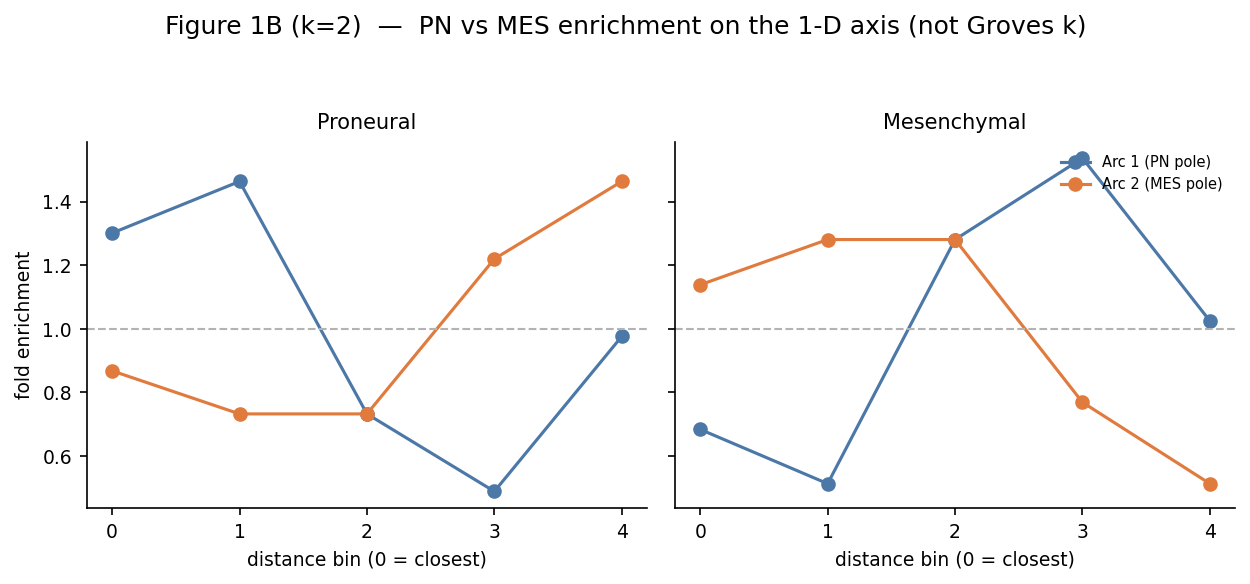 Figure 1B (k=2) — PN vs MES enrichment on the 1-D axis (not Groves k)
Proneural
Mesenchymal
Arc 1 (PN pole)
Arc 2 (MES pole)
fold enrichment
1.4
1.2
1.0
0.8
0.6
0 1 2 3 4
0 1 2 3 4
distance bin (0 = closest)
distance bin (0 = closest)